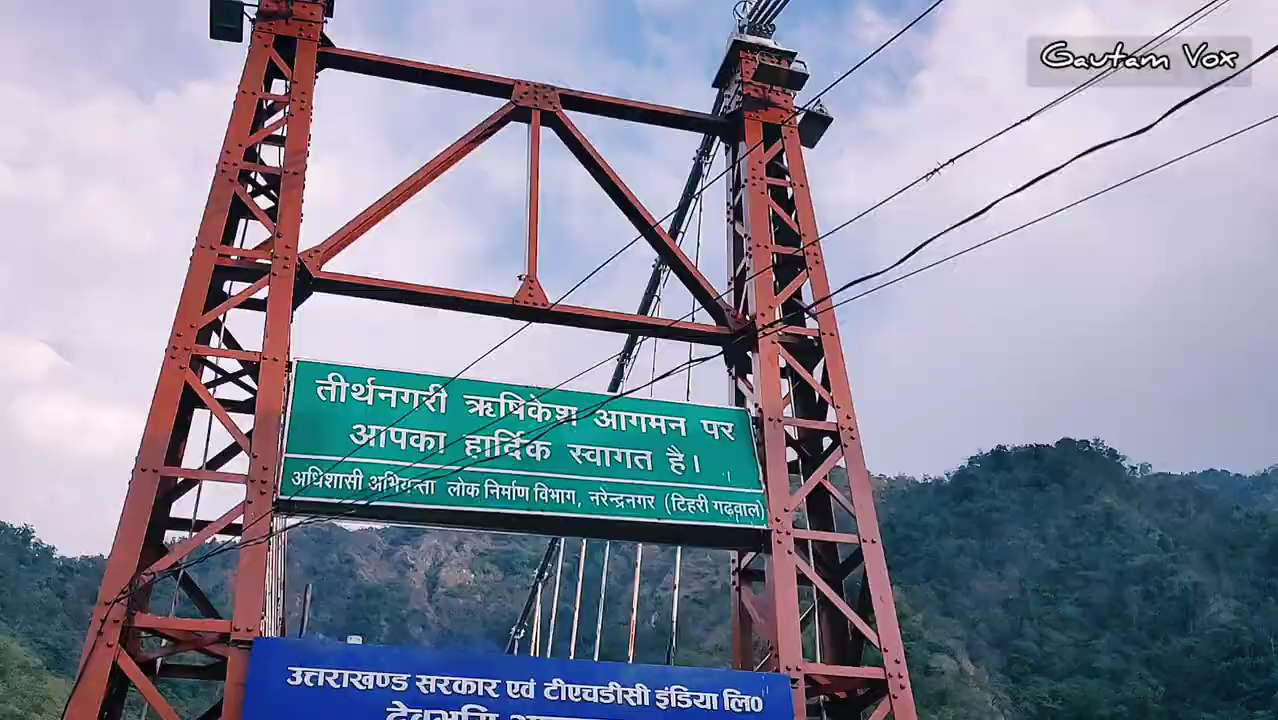 Gautam Vox
तीर्थनगरी ऋषिकेश आगमन पर
आपका हार्दिक स्वागत है।
अधिशासी अभियन्ता लोक निर्माण विभाग, नरेन्द्रनगर (टिहरी गढ़वाल)
उत्तराखण्ड सरकार एवं टीएचडीसी इंडिया लि०